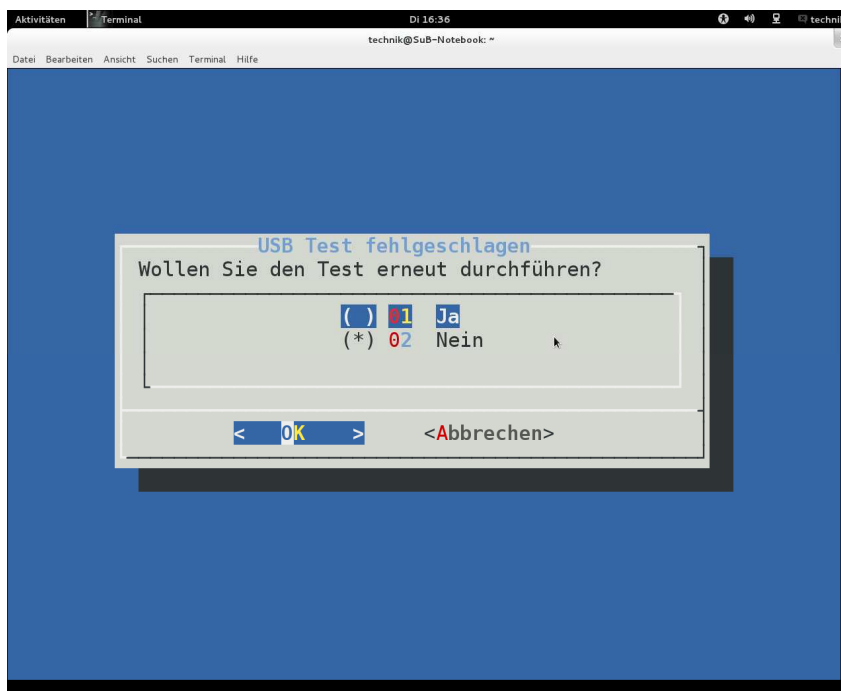 Aktivitäten Terminal Di 16:36 techni
technik@SuB-Notebook: ~
Datei Bearbeiten Ansicht Suchen Terminal Hilfe
USB Test fehlgeschlagen
Wollen Sie den Test erneut durchführen?
( ) 01 Ja
(*) 02 Nein
< OK > <Abbrechen>